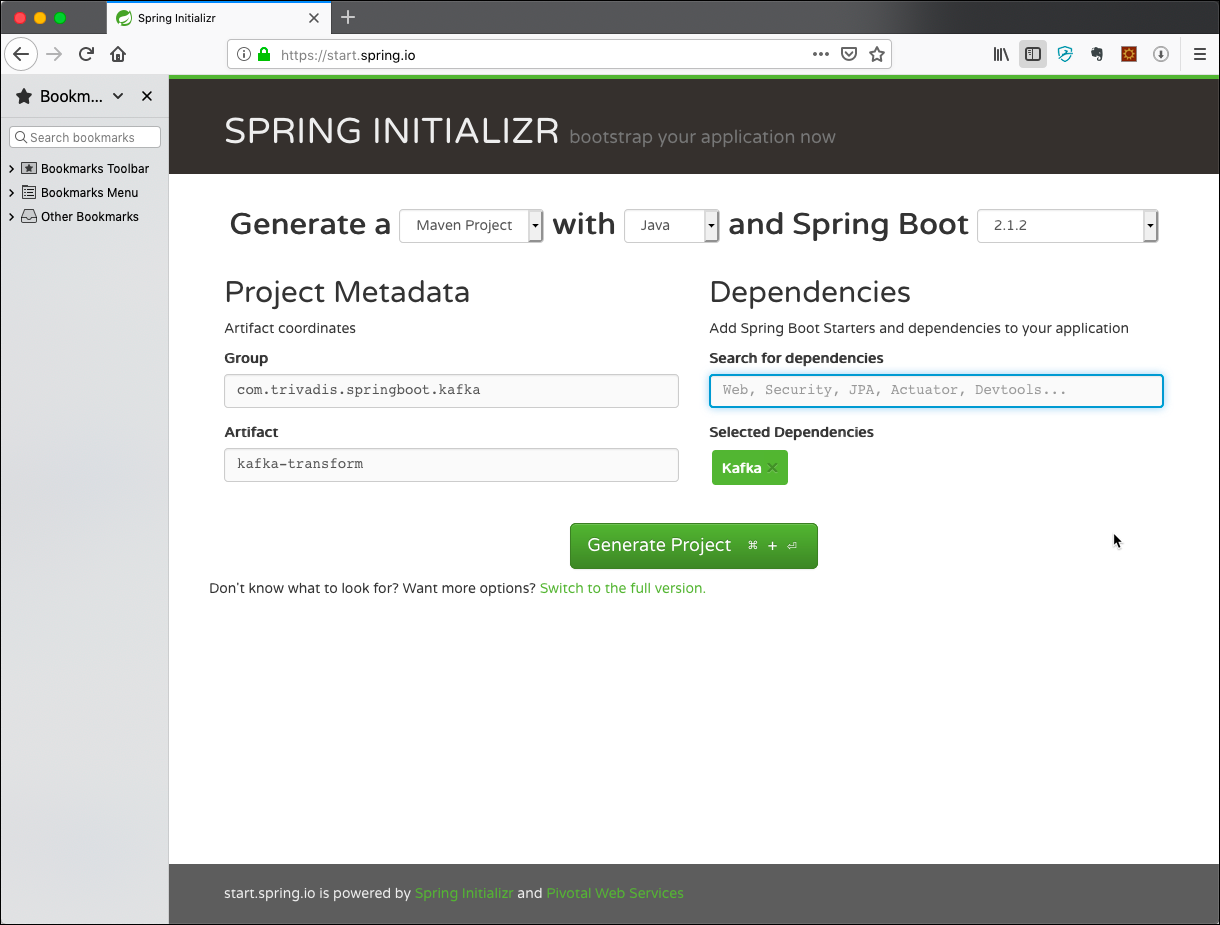 Spring Initializr
https://start.spring.io
Bookm...
Search bookmarks
Bookmarks Toolbar
Bookmarks Menu
Other Bookmarks
SPRING INITIALIZR bootstrap your application now
Generate a Maven Project with Java and Spring Boot 2.1.2
Project Metadata
Artifact coordinates
Group
com.trivadis.springboot.kafka
Artifact
kafka-transform
Dependencies
Add Spring Boot Starters and dependencies to your application
Search for dependencies
Web, Security, JPA, Actuator, Devtools...
Selected Dependencies
Kafka
Generate Project ⌘ + ⏎
Don't know what to look for? Want more options? Switch to the full version.
start.spring.io is powered by Spring Initializr and Pivotal Web Services